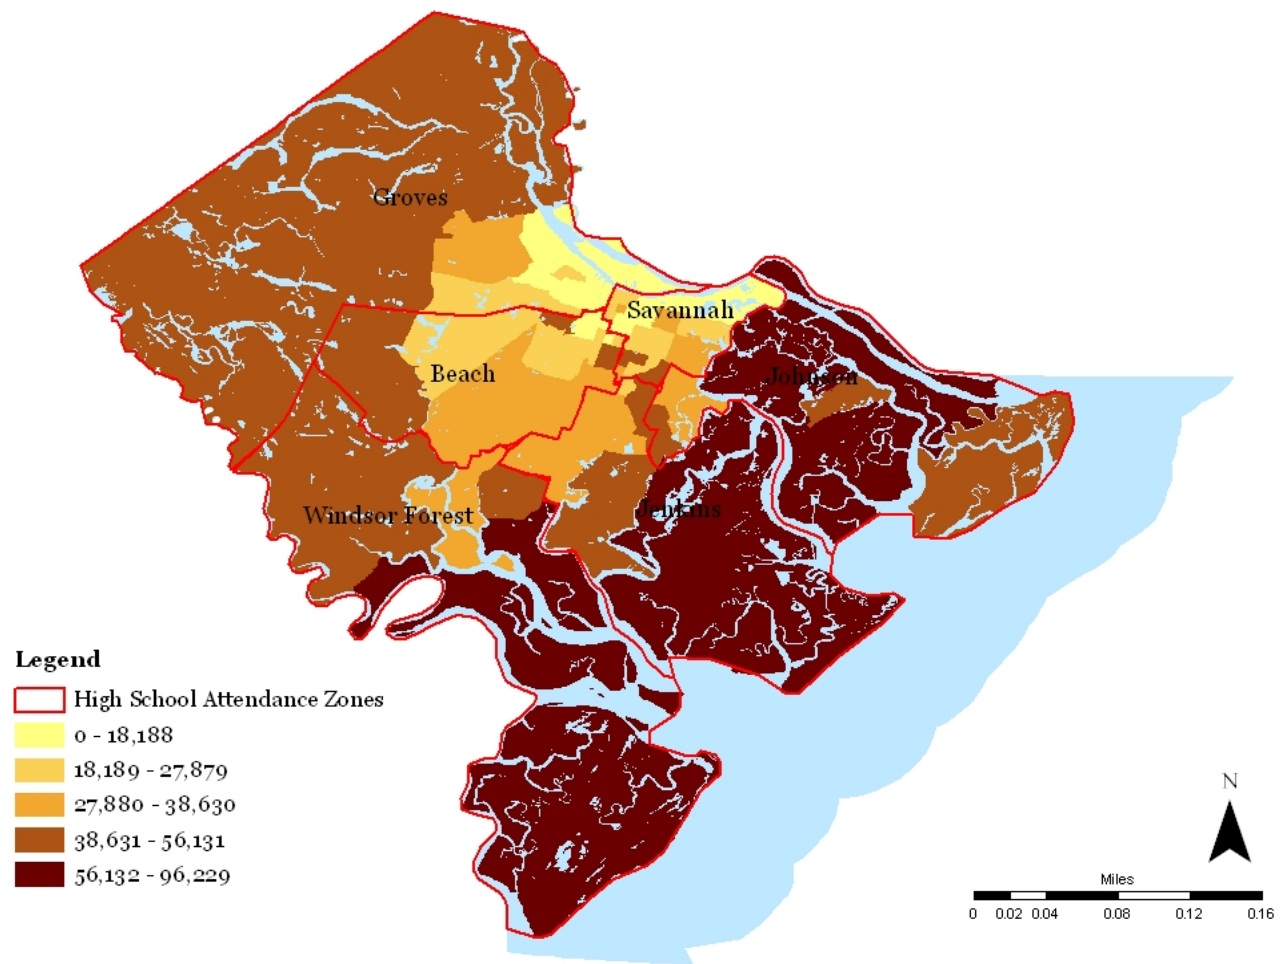 Groves
Savannah
Beach
Johnson
Windsor Forest
Jenkins
Legend
High School Attendance Zones
0 - 18,188
18,189 - 27,879
27,880 - 38,630
38,631 - 56,131
56,132 - 96,229
N
Miles
0 0.02 0.04 0.08 0.12 0.16